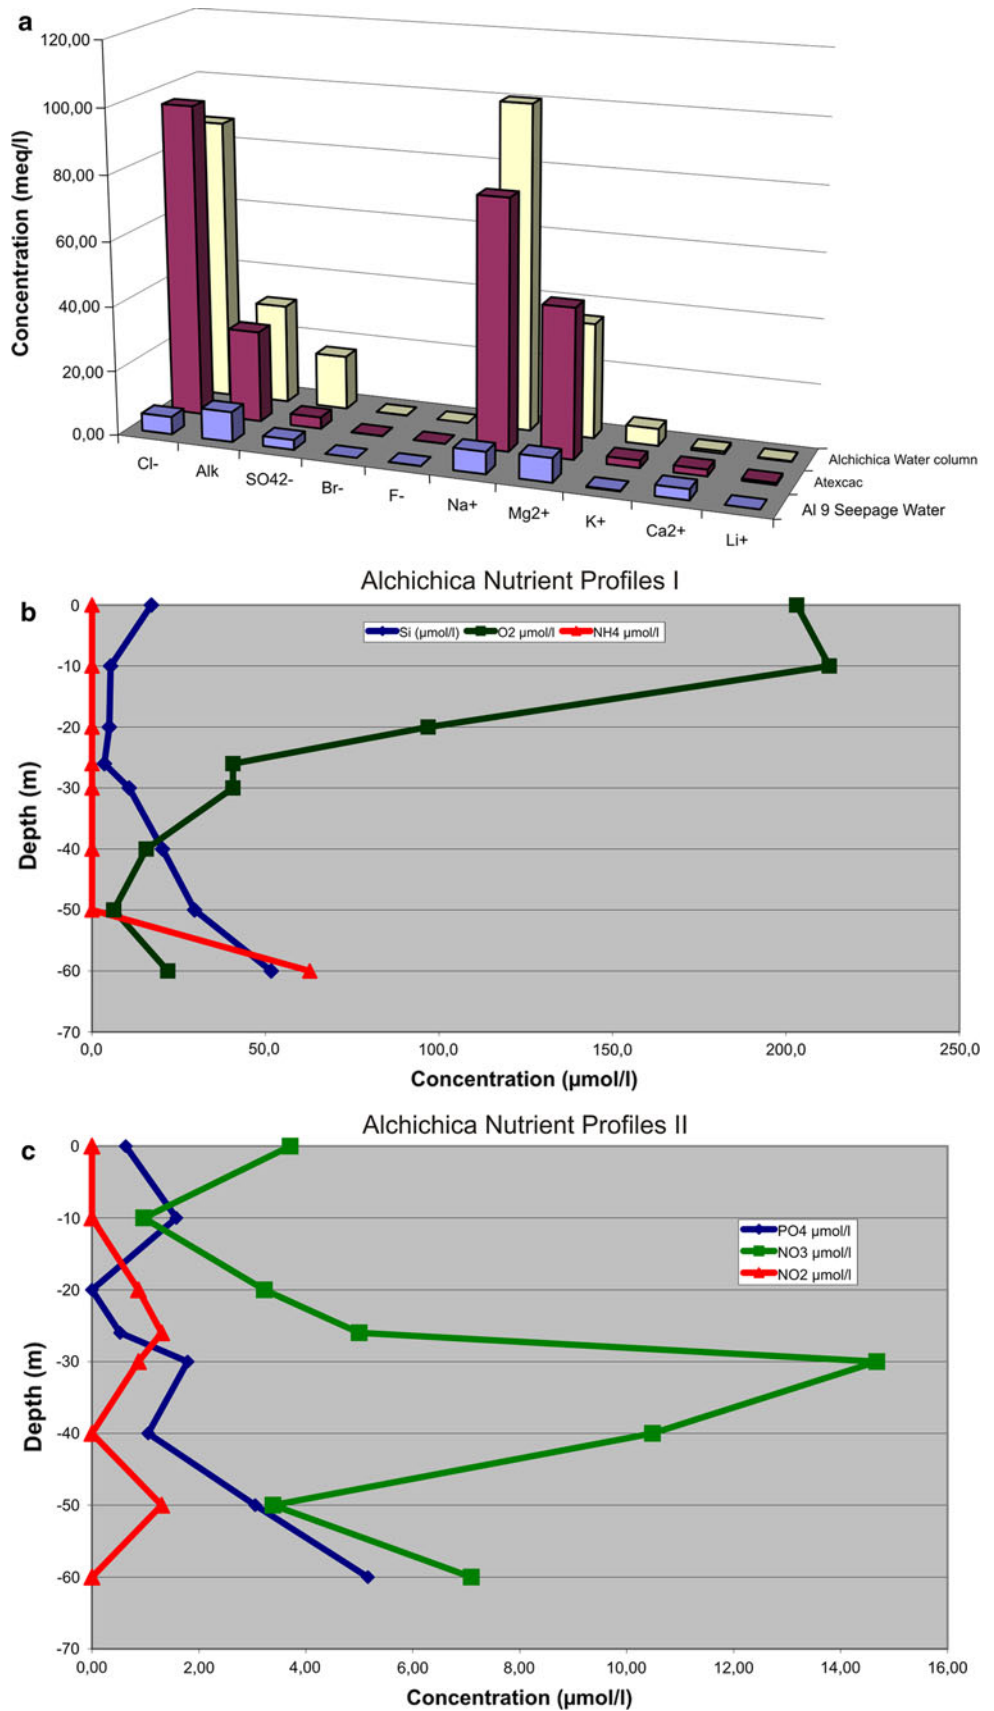 a
120,00
100,00
80,00
60,00
40,00
20,00
0,00
Concentration (meq/l)
Cl-
Alk
SO42-
Br-
F-
Na+
Mg2+
K+
Ca2+
Li+
Alchichica Water column
Atexcac
Al 9 Seepage Water
b
Alchichica Nutrient Profiles I
Si (µmol/l) O2 µmol/l NH4 µmol/l
0
-10
-20
-30
-40
-50
-60
-70
Depth (m)
0,0 50,0 100,0 150,0 200,0 250,0
Concentration (µmol/l)
c
Alchichica Nutrient Profiles II
PO4 µmol/l
NO3 µmol/l
NO2 µmol/l
0
-10
-20
-30
-40
-50
-60
-70
Depth (m)
0,00 2,00 4,00 6,00 8,00 10,00 12,00 14,00 16,00
Concentration (µmol/l)